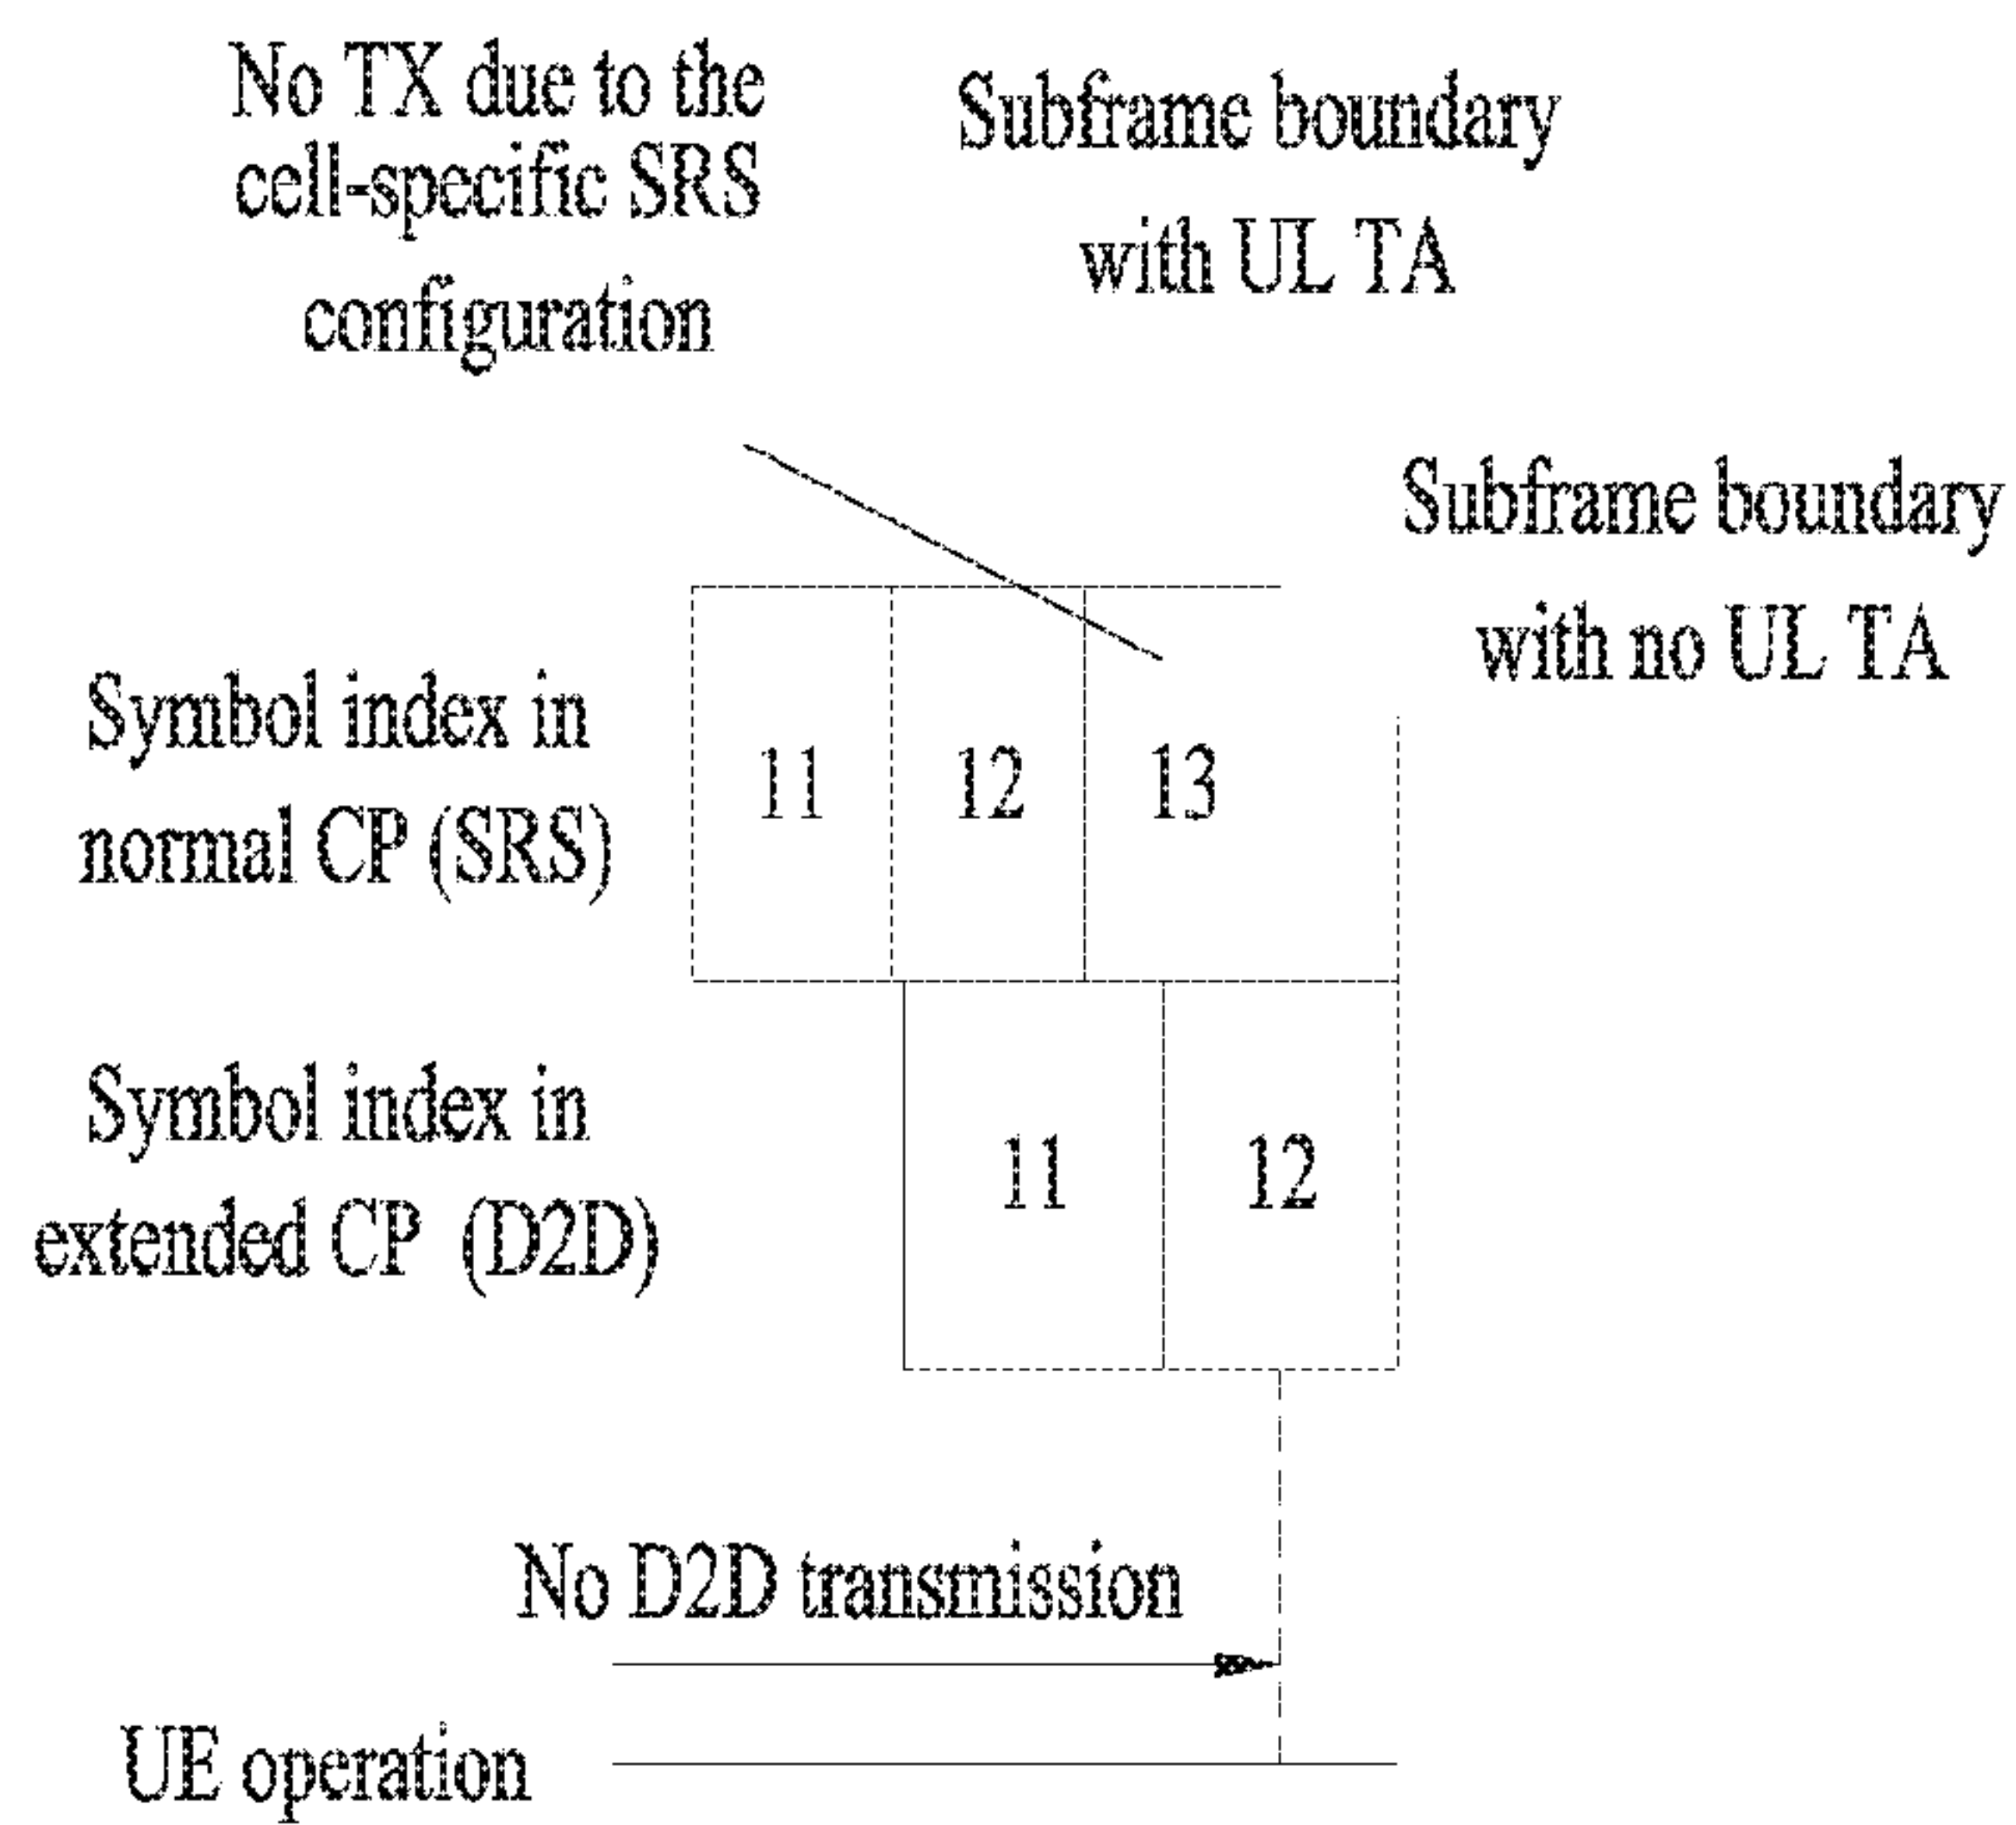 No TX due to the
cell-specific SRS
configuration
Subframe boundary
with UL TA
Subframe boundary
with no UL TA
Symbol index in
normal CP (SRS)
11 12 13
Symbol index in
extended CP (D2D)
11 12
No D2D transmission
UE operation